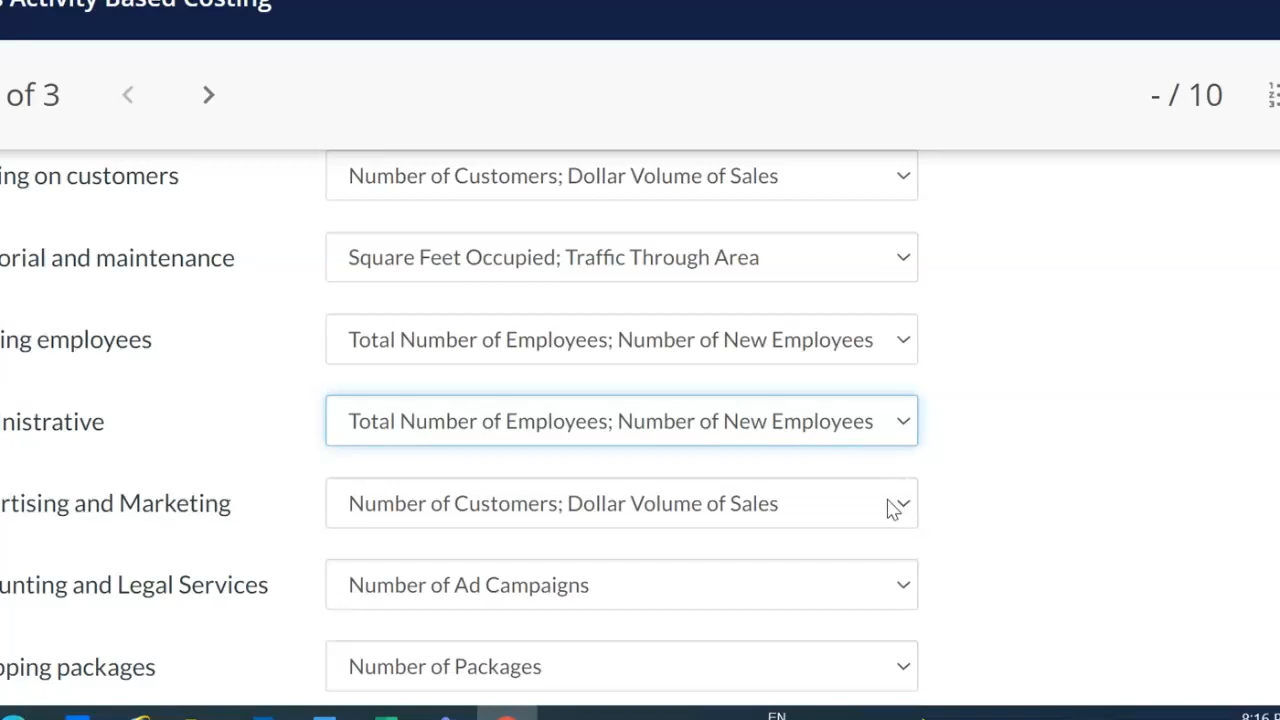 s Activity Based Costing
of 3
- / 10
ing on customers Number of Customers; Dollar Volume of Sales
orial and maintenance Square Feet Occupied; Traffic Through Area
ing employees Total Number of Employees; Number of New Employees
nistrative Total Number of Employees; Number of New Employees
rtising and Marketing Number of Customers; Dollar Volume of Sales
unting and Legal Services Number of Ad Campaigns
pping packages Number of Packages
EN
8:16 P